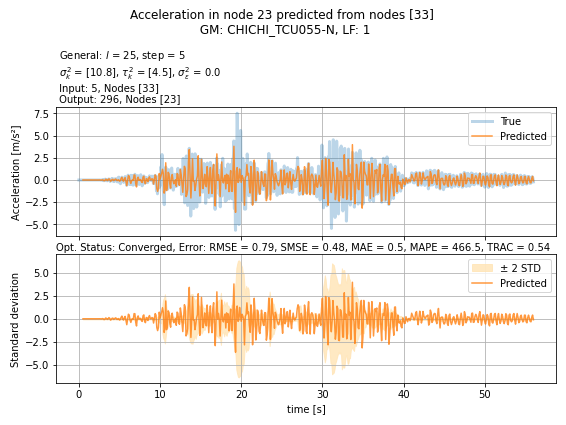 Acceleration in node 23 predicted from nodes [33]
GM: CHICHI_TCU055-N, LF: 1
General: l = 25, step = 5
σ²ₖ = [10.8], τ²ₖ = [4.5], σ²ε = 0.0
Input: 5, Nodes [33]
Output: 296, Nodes [23]
Acceleration [m/s²]
7.5
5.0
2.5
0.0
−2.5
−5.0
True
Predicted
Opt. Status: Converged, Error: RMSE = 0.79, SMSE = 0.48, MAE = 0.5, MAPE = 466.5, TRAC = 0.54
Standard deviation
5.0
2.5
0.0
−2.5
−5.0
± 2 STD
Predicted
0 10 20 30 40 50
time [s]